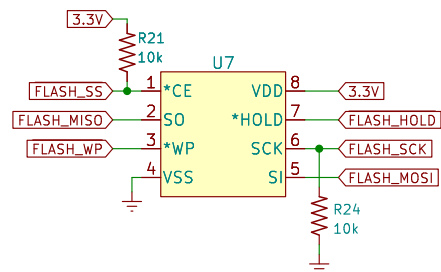 3.3V
R21
10k
U7
FLASH_SS 1 *CE VDD 8 3.3V
FLASH_MISO 2 SO *HOLD 7 FLASH_HOLD
FLASH_WP 3 *WP SCK 6 FLASH_SCK
4 VSS SI 5 FLASH_MOSI
R24
10k